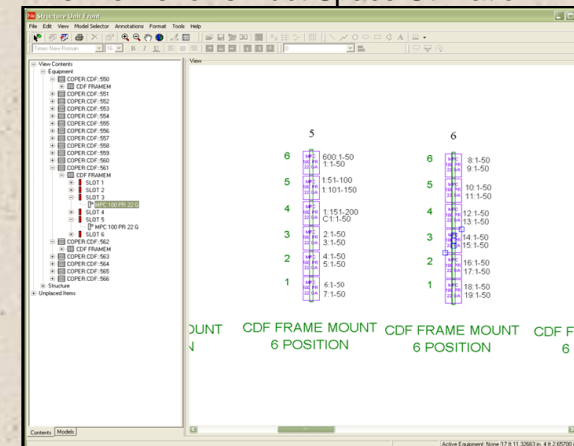 Structure Unit Front
File Edit View Model Selector Annotations Format Tools Help
Times New Roman 16 B I U 0
View Contents
Equipment
COPER:CDF:550
CDF FRAMEM
COPER:CDF:551
COPER:CDF:552
COPER:CDF:553
COPER:CDF:554
COPER:CDF:555
COPER:CDF:556
COPER:CDF:557
COPER:CDF:558
COPER:CDF:559
COPER:CDF:560
COPER:CDF:561
CDF FRAMEM
SLOT 1
SLOT 2
SLOT 3
MPC 100 PR 22 G
SLOT 4
SLOT 5
MPC 100 PR 22 G
SLOT 6
COPER:CDF:562
CDF FRAMEM
COPER:CDF:563
COPER:CDF:564
COPER:CDF:565
COPER:CDF:566
Structure
Unplaced Items
Contents Models
View
5
6 600:1-50
1:1-50
5 1:51-100
1:101-150
4 1:151-200
C1:1-50
3 2:1-50
3:1-50
2 4:1-50
5:1-50
1 6:1-50
7:1-50
6
6 8:1-50
9:1-50
5 10:1-50
11:1-50
4 12:1-50
13:1-50
3 14:1-50
15:1-50
2 16:1-50
17:1-50
1 18:1-50
19:1-50
OUNT
N
CDF FRAME MOUNT
6 POSITION
CDF FRAME MOUNT
6 POSITION
CDF F
6
Active Equipment: None